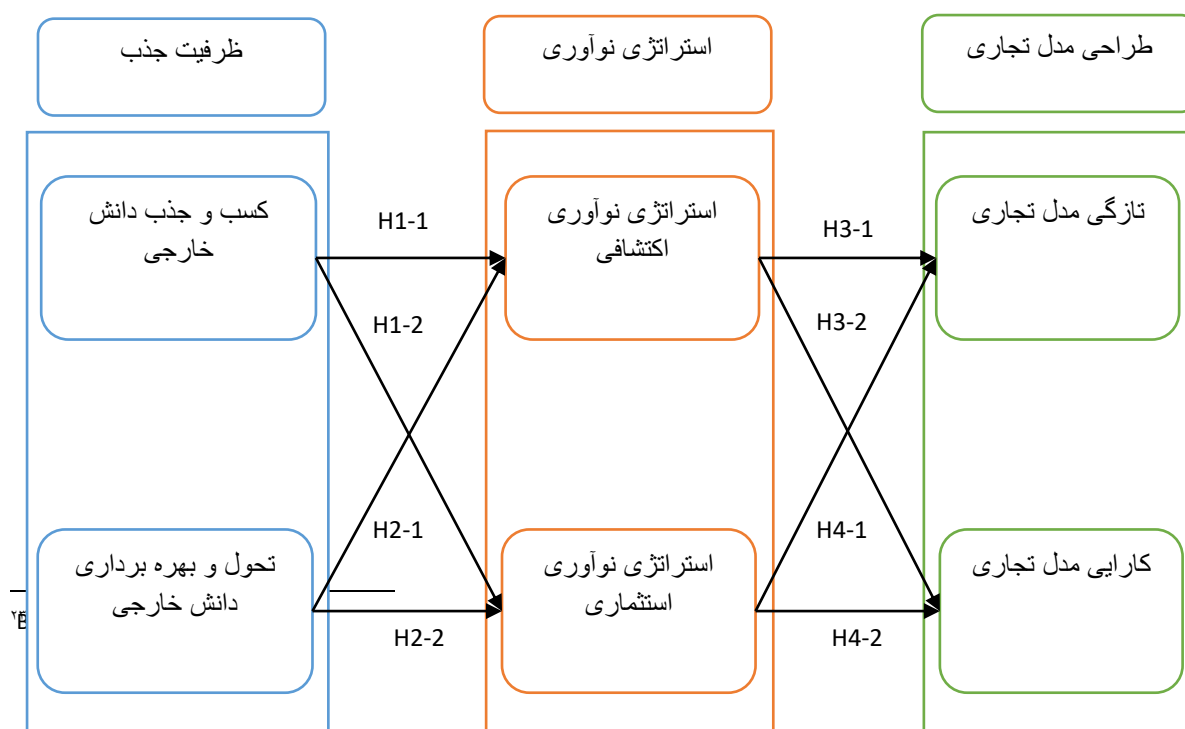 ظرفیت جذب
استراتژی نوآوری
طراحی مدل تجاری
کسب و جذب دانش
خارجی
استراتژی نوآوری
اکتشافی
تازگی مدل تجاری
H1-1
H3-1
H1-2
H3-2
H2-1
H4-1
تحول و بهره برداری
دانش خارجی
استراتژی نوآوری
استثماری
کارایی مدل تجاری
H2-2
H4-2